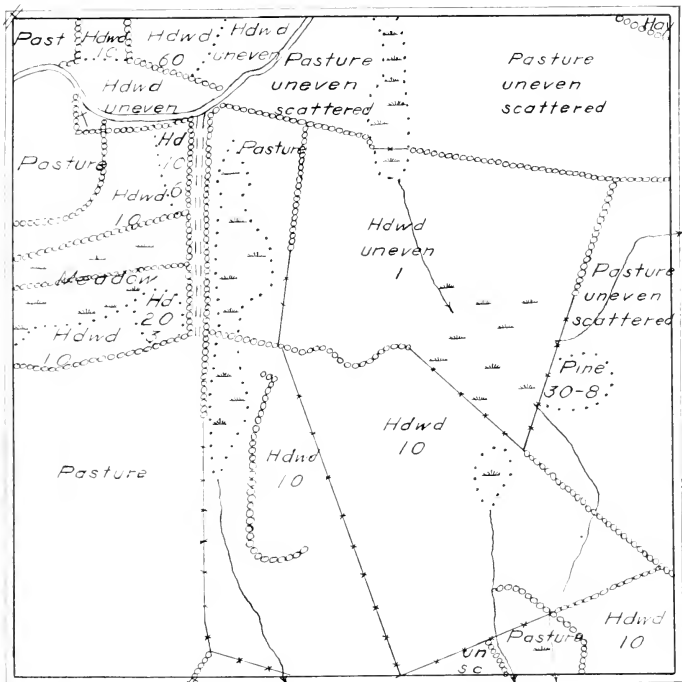 Past
Hdwd
10
Hdwd
60
Hdwd
uneven
Hay
Pasture
uneven
scattered
Pasture
uneven
scattered
Hdwd
uneven
Pasture
Hd
10
6
Pasture
Hdwd
10
Hdwd
uneven
1
Meadow
Hd
20
3
Hdwd
10
Pasture
uneven
scattered
Pine
30-8
Pasture
Hdwd
10
Hdwd
10
Pasture
un
sc
Hdwd
10